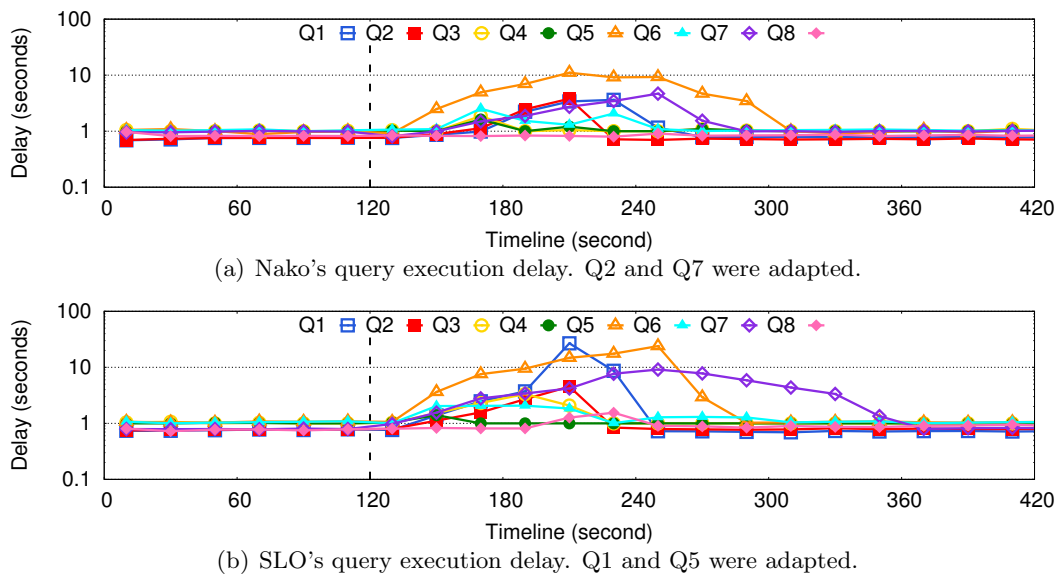 Q1 Q2 Q3 Q4 Q5 Q6 Q7 Q8
Delay (seconds)
100
10
1
0.1
0 60 120 180 240 300 360 420
Timeline (second)
(a) Nako's query execution delay. Q2 and Q7 were adapted.
Q1 Q2 Q3 Q4 Q5 Q6 Q7 Q8
Delay (seconds)
100
10
1
0.1
0 60 120 180 240 300 360 420
Timeline (second)
(b) SLO's query execution delay. Q1 and Q5 were adapted.